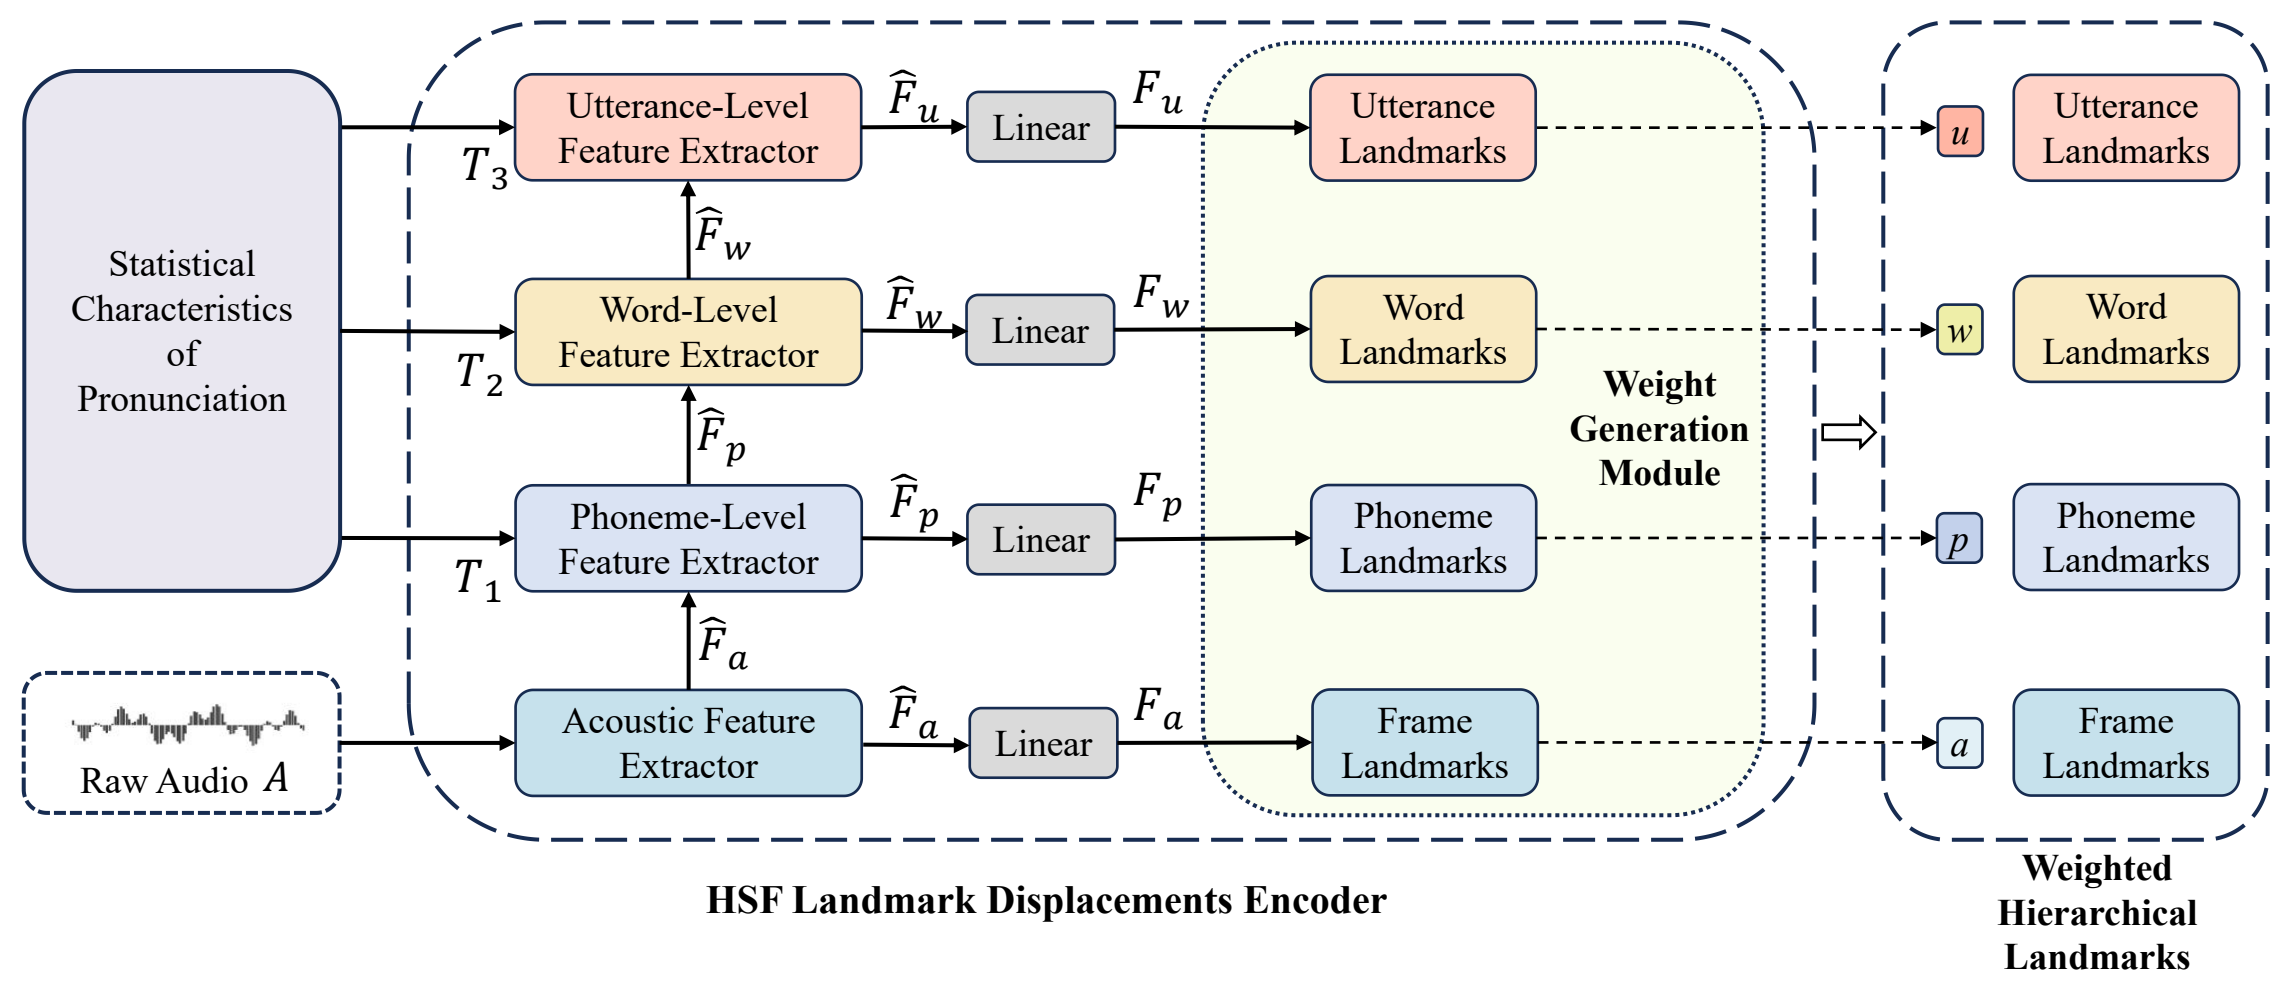 Statistical
Characteristics
of
Pronunciation
Raw Audio A
T₃
T₂
T₁
Utterance-Level
Feature Extractor
F̂w
Word-Level
Feature Extractor
F̂p
Phoneme-Level
Feature Extractor
F̂a
Acoustic Feature
Extractor
F̂u
Linear
Fu
F̂w
Linear
Fw
F̂p
Linear
Fp
F̂a
Linear
Fa
Utterance
Landmarks
Word
Landmarks
Phoneme
Landmarks
Frame
Landmarks
Weight
Generation
Module
HSF Landmark Displacements Encoder
u
Utterance
Landmarks
w
Word
Landmarks
p
Phoneme
Landmarks
a
Frame
Landmarks
Weighted
Hierarchical
Landmarks